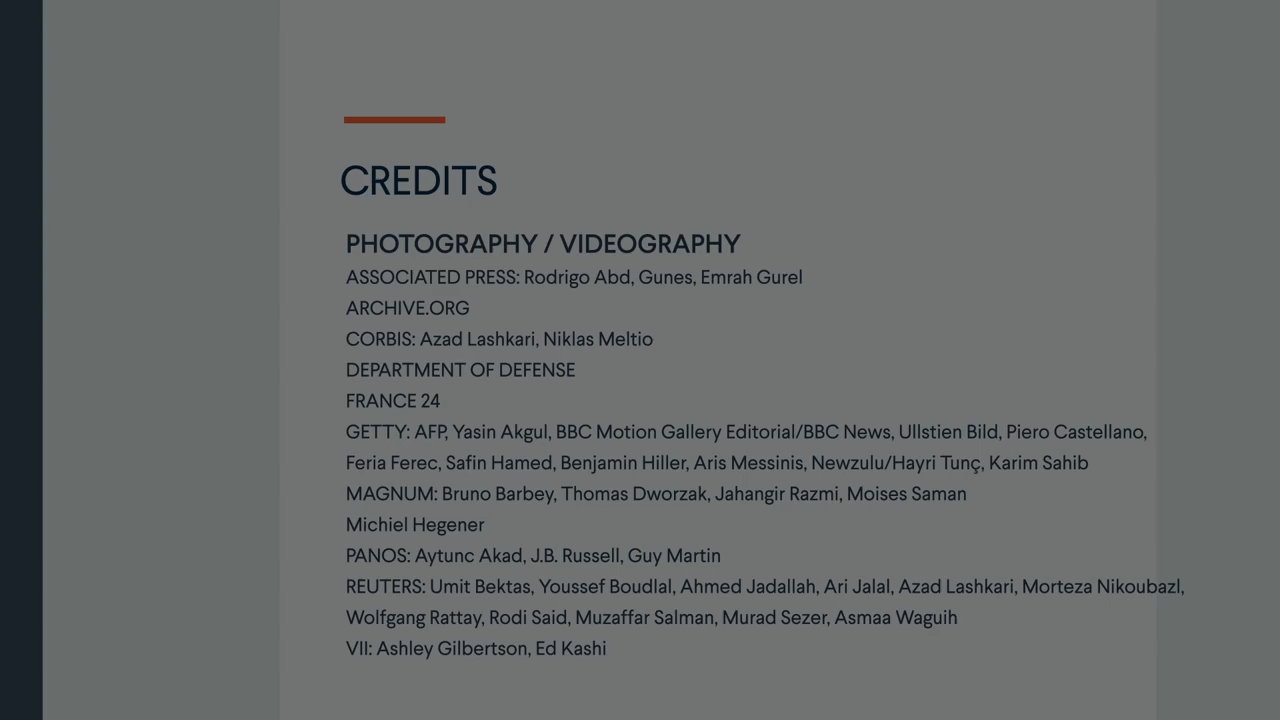 CREDITS
PHOTOGRAPHY / VIDEOGRAPHY
ASSOCIATED PRESS: Rodrigo Abd, Gunes, Emrah Gurel
ARCHIVE.ORG
CORBIS: Azad Lashkari, Niklas Meltio
DEPARTMENT OF DEFENSE
FRANCE 24
GETTY: AFP, Yasin Akgul, BBC Motion Gallery Editorial/BBC News, Ullstien Bild, Piero Castellano,
Feria Ferec, Safin Hamed, Benjamin Hiller, Aris Messinis, Newzulu/Hayri Tunç, Karim Sahib
MAGNUM: Bruno Barbey, Thomas Dworzak, Jahangir Razmi, Moises Saman
Michiel Hegener
PANOS: Aytunc Akad, J.B. Russell, Guy Martin
REUTERS: Umit Bektas, Youssef Boudlal, Ahmed Jadallah, Ari Jalal, Azad Lashkari, Morteza Nikoubazl,
Wolfgang Rattay, Rodi Said, Muzaffar Salman, Murad Sezer, Asmaa Waguih
VII: Ashley Gilbertson, Ed Kashi